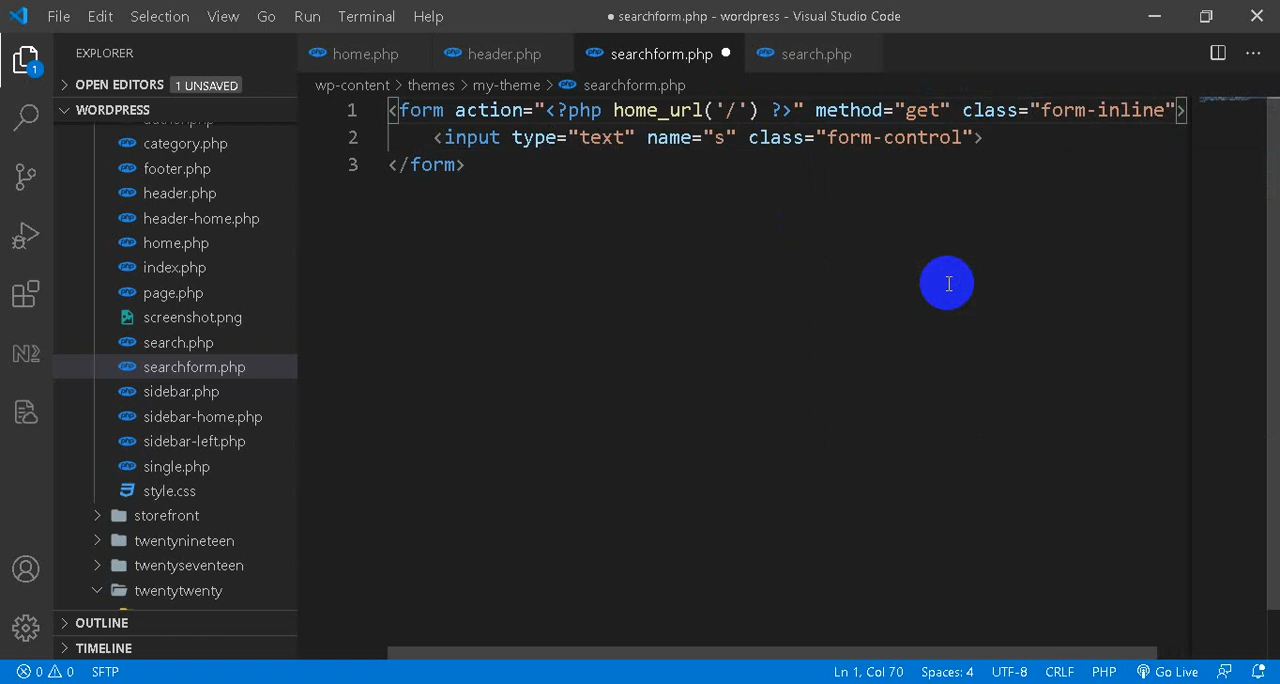 File Edit Selection View Go Run Terminal Help ● searchform.php - wordpress - Visual Studio Code
EXPLORER
home.php header.php searchform.php search.php
OPEN EDITORS 1 UNSAVED
wp-content > themes > my-theme > searchform.php
WORDPRESS
category.php
footer.php
header.php
header-home.php
home.php
index.php
page.php
screenshot.png
search.php
searchform.php
sidebar.php
sidebar-home.php
sidebar-left.php
single.php
style.css
storefront
twentynineteen
twentyseventeen
twentytwenty
OUTLINE
TIMELINE
1 <form action="<?php home_url('/') ?>" method="get" class="form-inline">
2 <input type="text" name="s" class="form-control">
3 </form>
1
N2
0 0 SFTP Ln 1, Col 70 Spaces: 4 UTF-8 CRLF PHP Go Live